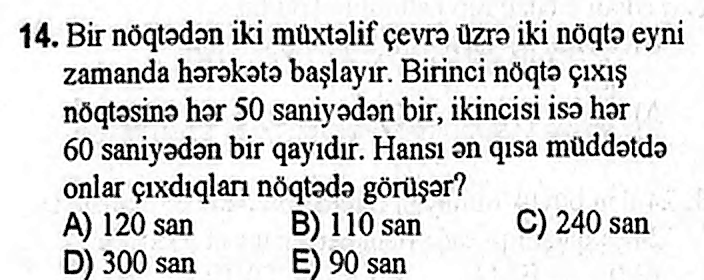 14. Bir nöqtədən iki müxtəlif çevrə üzrə iki nöqtə eyni
zamanda hərəkətə başlayır. Birinci nöqtə çıxış
nöqtəsinə hər 50 saniyədən bir, ikincisi isə hər
60 saniyədən bir qayıdır. Hansı ən qısa müddətdə
onlar çıxdıqları nöqtədə görüşər?
A) 120 san B) 110 san C) 240 san
D) 300 san E) 90 san